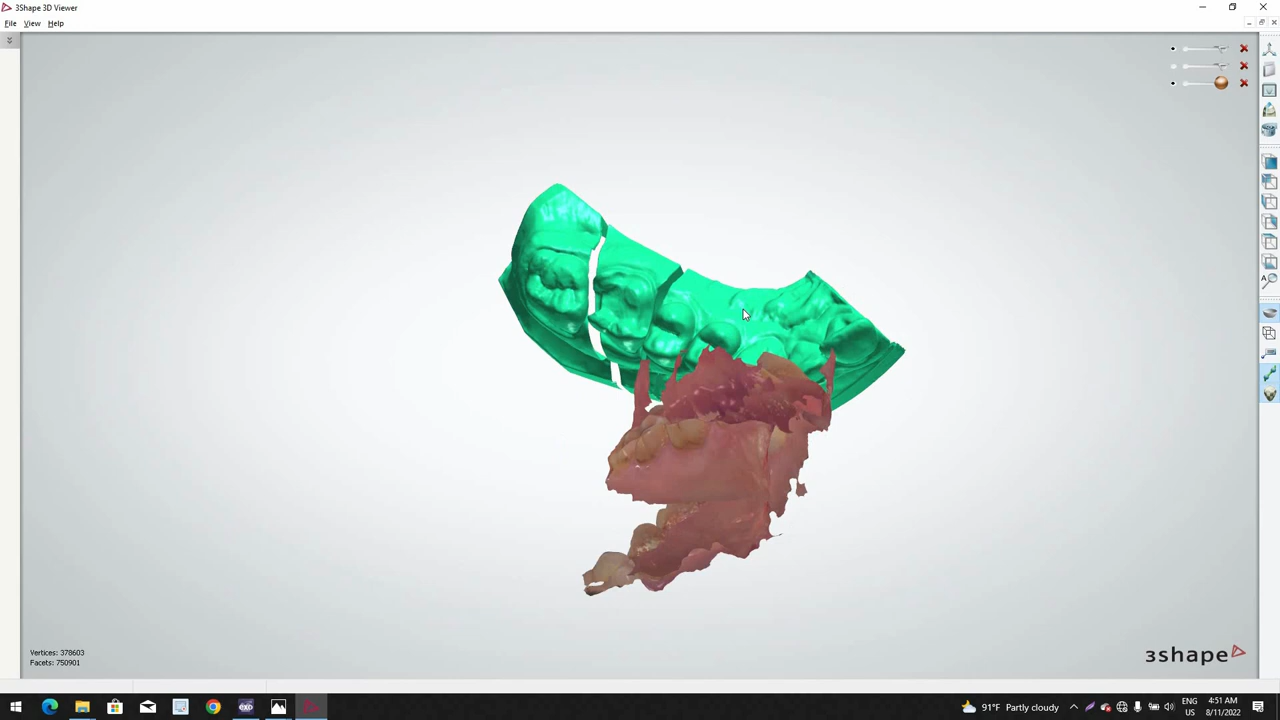 3Shape 3D Viewer
File View Help
Vertices: 378603
Facets: 750901
3shape
exo
91°F Partly cloudy
ENG
US
4:51 AM
8/11/2022